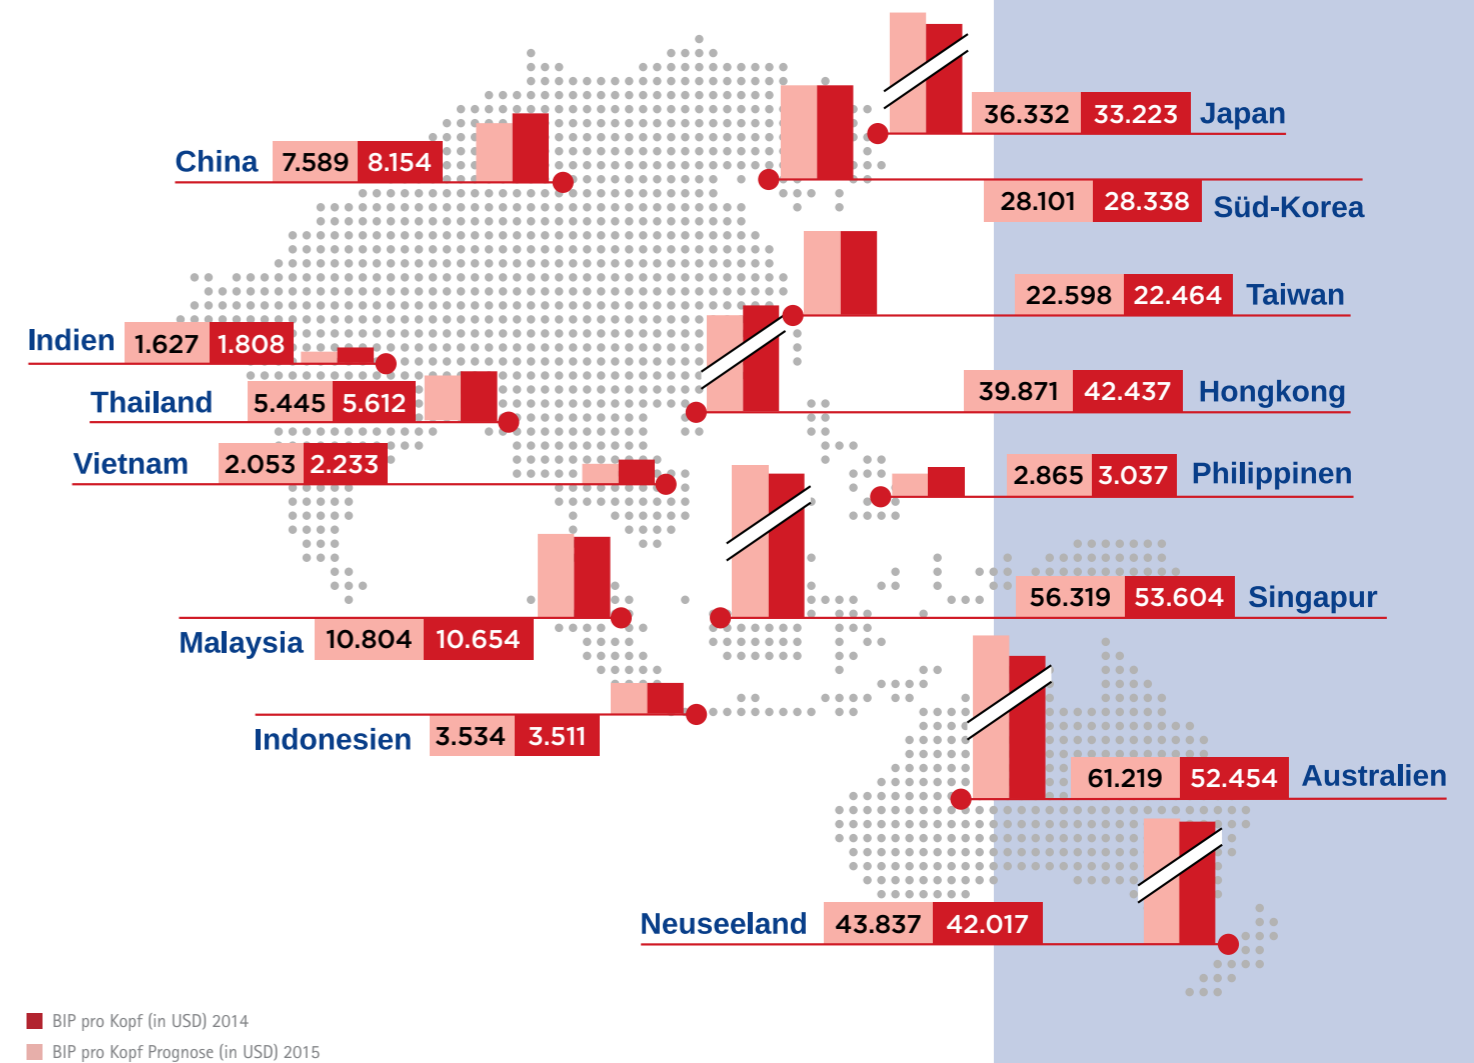 36.332 33.223 Japan
China 7.589 8.154
28.101 28.338 Süd-Korea
22.598 22.464 Taiwan
Indien 1.627 1.808
39.871 42.437 Hongkong
Thailand 5.445 5.612
Vietnam 2.053 2.233
2.865 3.037 Philippinen
56.319 53.604 Singapur
Malaysia 10.804 10.654
Indonesien 3.534 3.511
61.219 52.454 Australien
Neuseeland 43.837 42.017
BIP pro Kopf (in USD) 2014
BIP pro Kopf Prognose (in USD) 2015